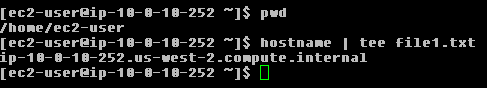 [ec2-user@ip-10-0-10-252 ~]$ pwd
/home/ec2-user
[ec2-user@ip-10-0-10-252 ~]$ hostname | tee file1.txt
ip-10-0-10-252.us-west-2.compute.internal
[ec2-user@ip-10-0-10-252 ~]$